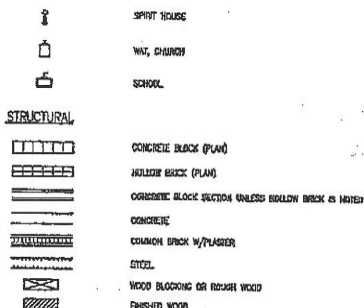 SPIRIT HOUSE
WAT, CHURCH
SCHOOL
STRUCTURAL
CONCRETE BLOCK (PLAN)
HOLLOW BRICK (PLAN)
CONCRETE BLOCK SECTION UNLESS HOLLOW BRICK IS NOTED
CONCRETE
COMMON BRICK W/PLASTER
STEEL
WOOD BLOCKING OR ROUGH WOOD
FINISHED WOOD